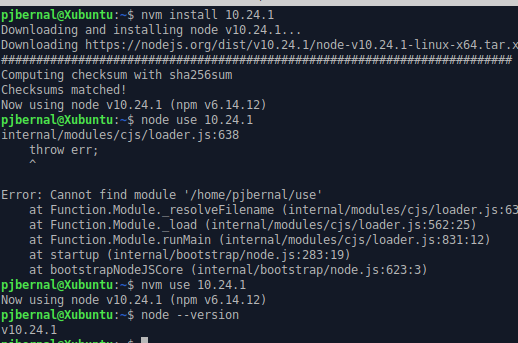 pjbernal@Xubuntu:~$ nvm install 10.24.1
Downloading and installing node v10.24.1...
Downloading https://nodejs.org/dist/v10.24.1/node-v10.24.1-linux-x64.tar.x
########################################################################
Computing checksum with sha256sum
Checksums matched!
Now using node v10.24.1 (npm v6.14.12)
pjbernal@Xubuntu:~$ node use 10.24.1
internal/modules/cjs/loader.js:638
    throw err;
    ^

Error: Cannot find module '/home/pjbernal/use'
    at Function.Module._resolveFilename (internal/modules/cjs/loader.js:63
    at Function.Module._load (internal/modules/cjs/loader.js:562:25)
    at Function.Module.runMain (internal/modules/cjs/loader.js:831:12)
    at startup (internal/bootstrap/node.js:283:19)
    at bootstrapNodeJSCore (internal/bootstrap/node.js:623:3)
pjbernal@Xubuntu:~$ nvm use 10.24.1
Now using node v10.24.1 (npm v6.14.12)
pjbernal@Xubuntu:~$ node --version
v10.24.1
pjbernal@Xubuntu:~$